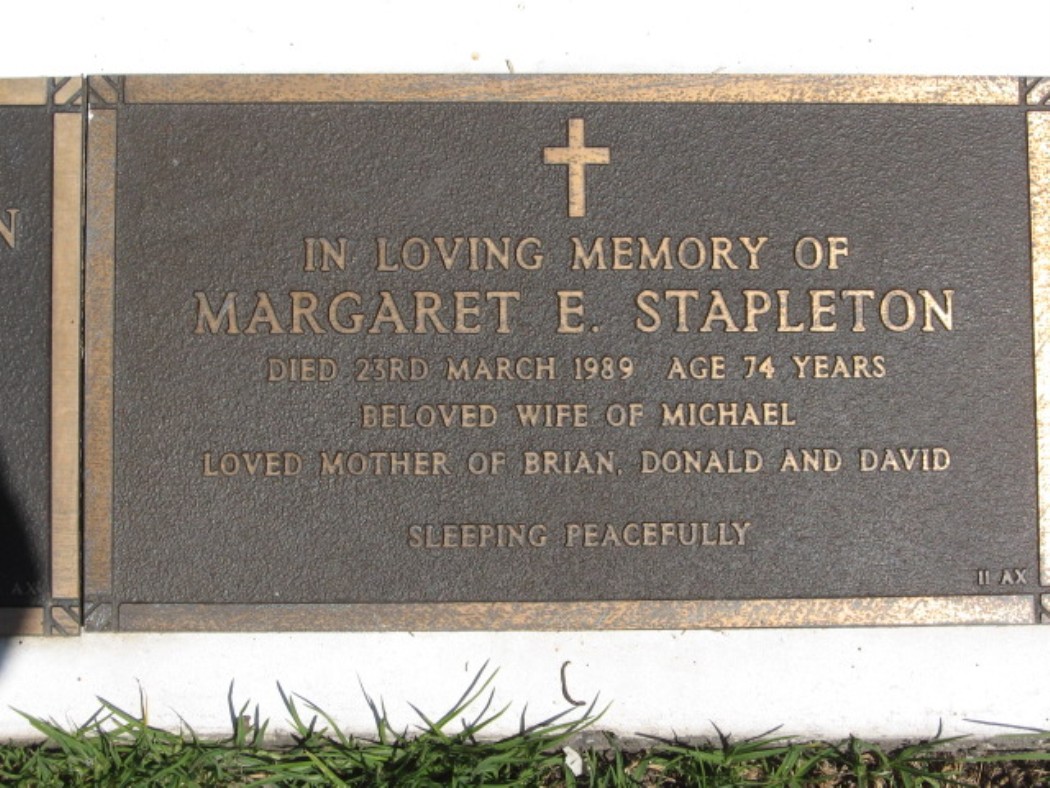 IN LOVING MEMORY OF
MARGARET E. STAPLETON
DIED 23RD MARCH 1989 AGE 74 YEARS
BELOVED WIFE OF MICHAEL
LOVED MOTHER OF BRIAN, DONALD AND DAVID
SLEEPING PEACEFULLY
11 AX
N
AX